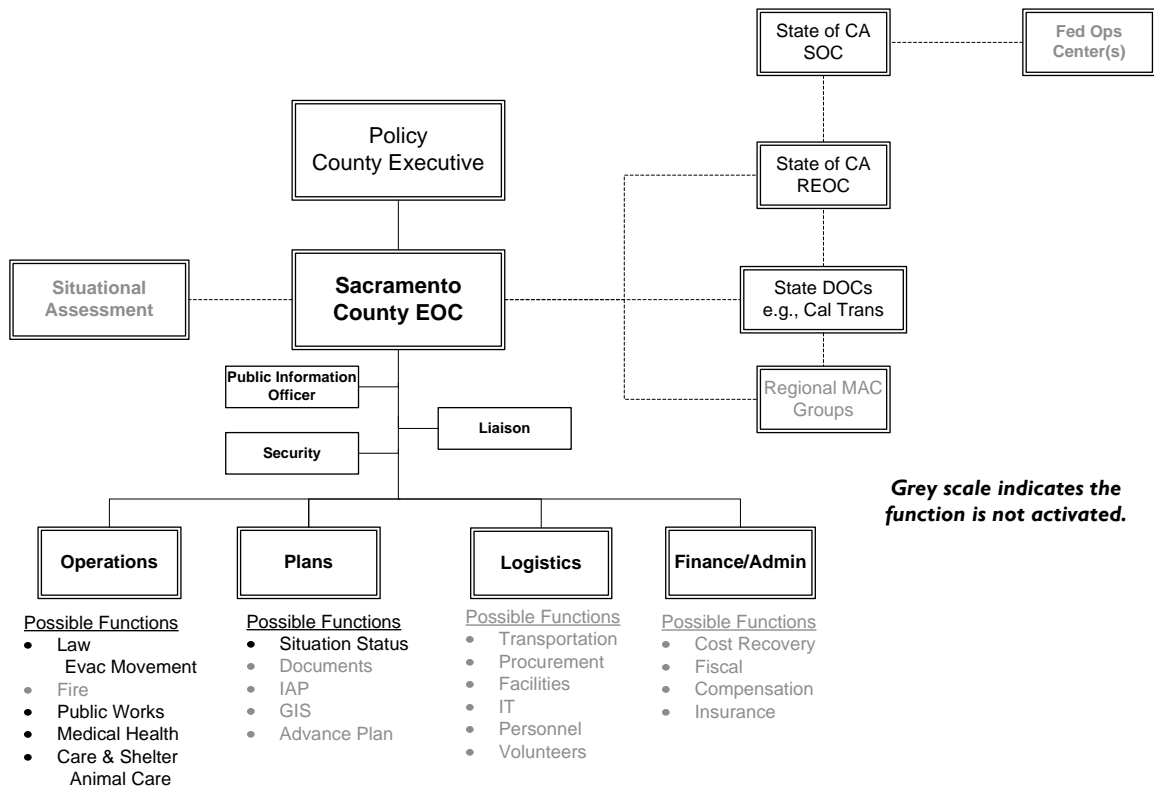 State of CA
SOC
Fed Ops
Center(s)
Policy
County Executive
State of CA
REOC
Situational
Assessment
Sacramento
County EOC
State DOCs
e.g., Cal Trans
Public Information
Officer
Regional MAC
Groups
Liaison
Security
Grey scale indicates the
function is not activated.
Operations
Possible Functions
• Law
Evac Movement
• Fire
• Public Works
• Medical Health
• Care & Shelter
Animal Care
Plans
Possible Functions
• Situation Status
• Documents
• IAP
• GIS
• Advance Plan
Logistics
Possible Functions
• Transportation
• Procurement
• Facilities
• IT
• Personnel
• Volunteers
Finance/Admin
Possible Functions
• Cost Recovery
• Fiscal
• Compensation
• Insurance